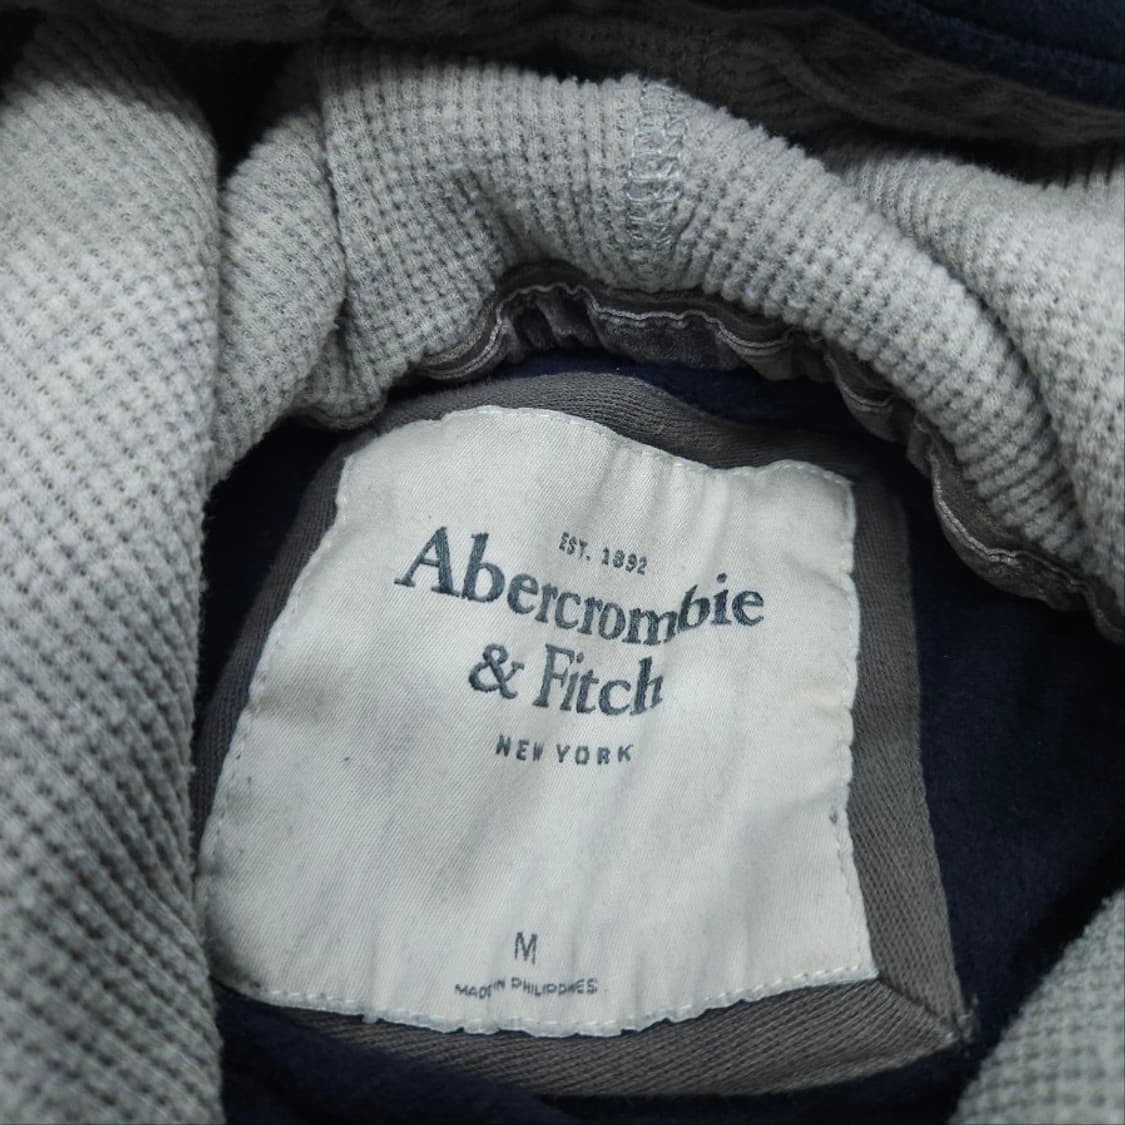 EST. 1892
Abercrombie
& Fitch
NEW YORK
M
MADE IN PHILIPPINES